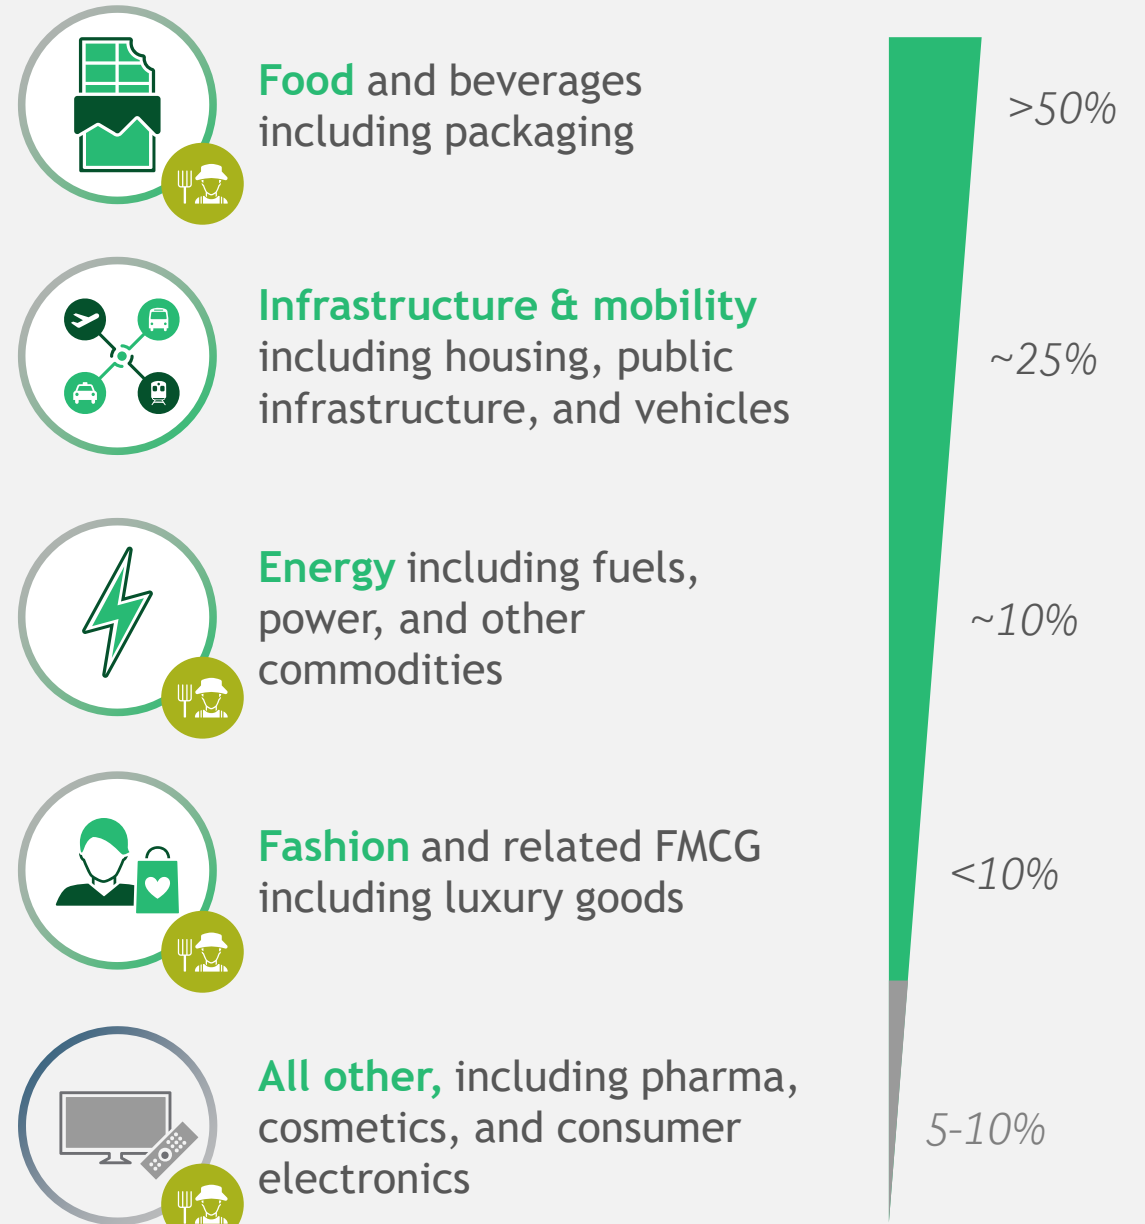 Food and beverages
including packaging
>50%
Infrastructure & mobility
including housing, public
infrastructure, and vehicles
~25%
Energy including fuels,
power, and other
commodities
~10%
Fashion and related FMCG
including luxury goods
<10%
All other, including pharma,
cosmetics, and consumer
electronics
5-10%